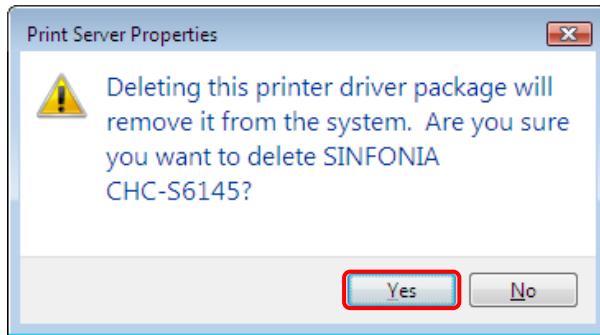 Print Server Properties
Deleting this printer driver package will
remove it from the system.  Are you sure
you want to delete SINFONIA
CHC-S6145?
Yes
No